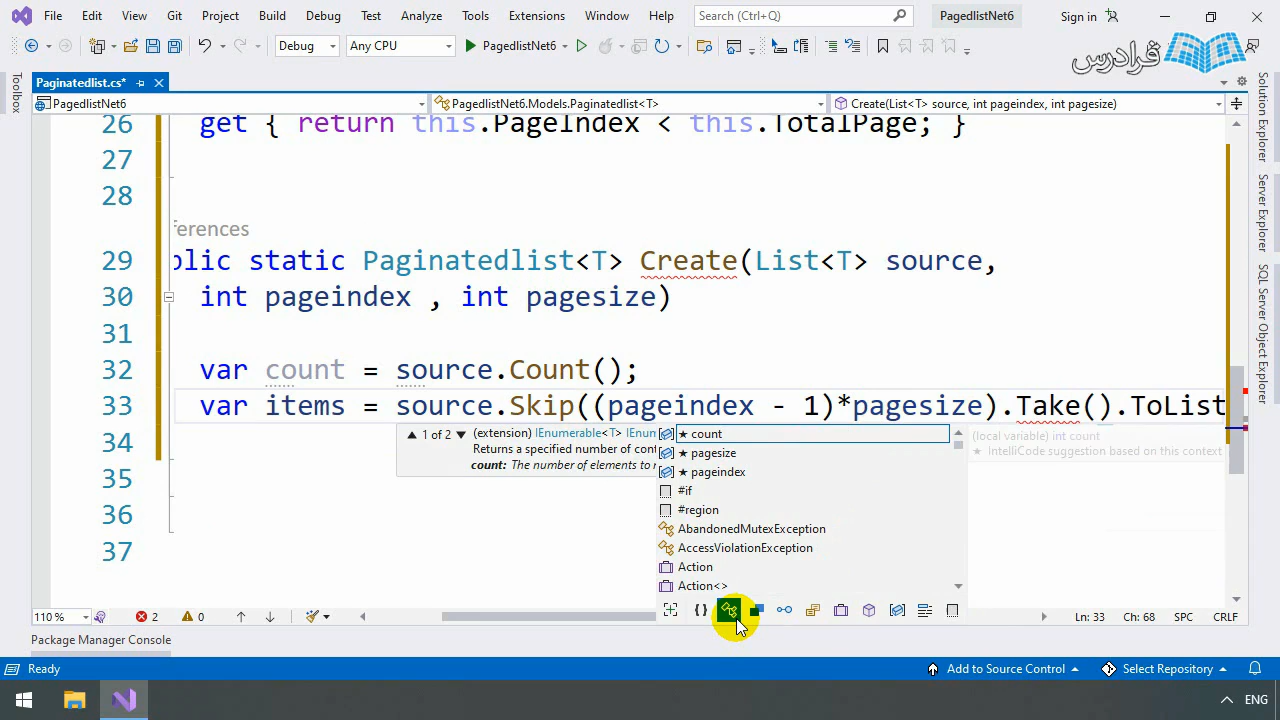 File Edit View Git Project Build Debug Test Analyze Tools Extensions Window Help Search (Ctrl+Q) PagedlistNet6 Sign in
Debug Any CPU PagedlistNet6
فرادرس
Toolbox
Paginatedlist.cs*
PagedlistNet6 PagedlistNet6.Models.Paginatedlist<T> Create(List<T> source, int pageindex, int pagesize)
26 get { return this.PageIndex < this.TotalPage; }
27
28
ferences
29 blic static Paginatedlist<T> Create(List<T> source,
30 int pageindex , int pagesize)
31
32 var count = source.Count();
33 var items = source.Skip((pageindex - 1)*pagesize).Take().ToList
34
35
36
37
1 of 2 (extension) IEnumerable<T> IEnum
Returns a specified number of cont
count: The number of elements to r
★ count
★ pagesize
★ pageindex
#if
#region
AbandonedMutexException
AccessViolationException
Action
Action<>
(local variable) int count
★ IntelliCode suggestion based on this context
110 % 2 0 Ln: 33 Ch: 68 SPC CRLF
Package Manager Console
Ready Add to Source Control Select Repository
ENG
Solution Explorer
Server Explorer
SQL Server Object Explorer